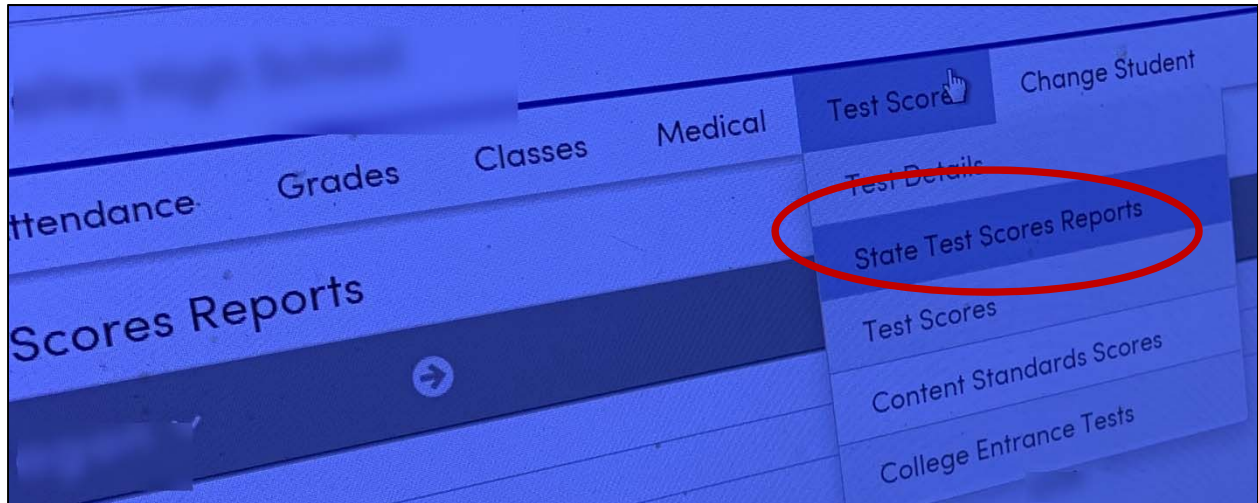 ttendance Grades Classes Medical Test Score Change Student
Test Details
State Test Scores Reports
Test Scores
Content Standards Scores
College Entrance Tests
Scores Reports